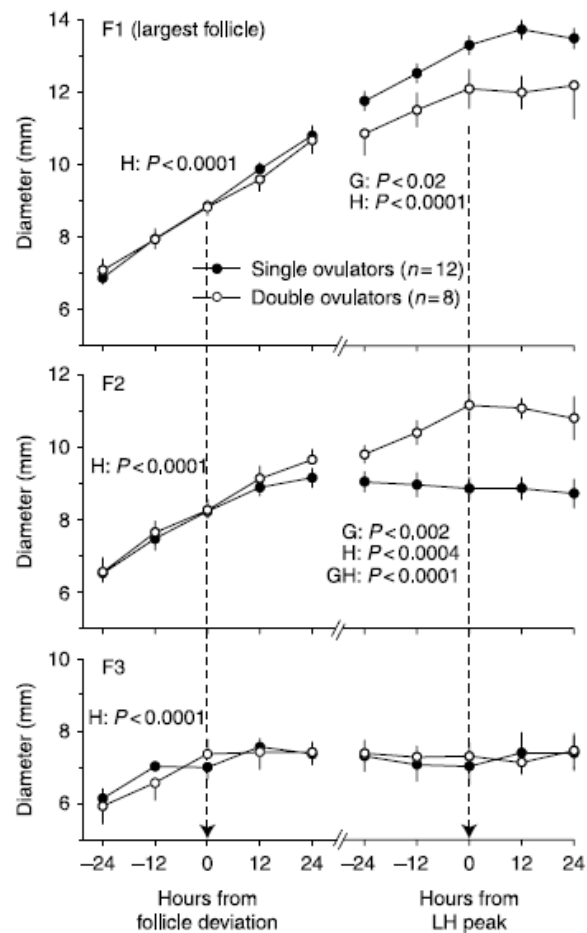 14
F1 (largest follicle)
12
H: P<0.0001
10
G: P<0.02
H: P<0.0001
8
Single ovulators (n=12)
Double ovulators (n=8)
6
Diameter (mm)
12
F2
10
H: P<0.0001
8
G: P<0.002
H: P<0.0004
GH: P<0.0001
6
Diameter (mm)
10
F3
H: P<0.0001
8
6
Diameter (mm)
–24 –12 0 12 24 –24 –12 0 12 24
Hours from
follicle deviation
Hours from
LH peak